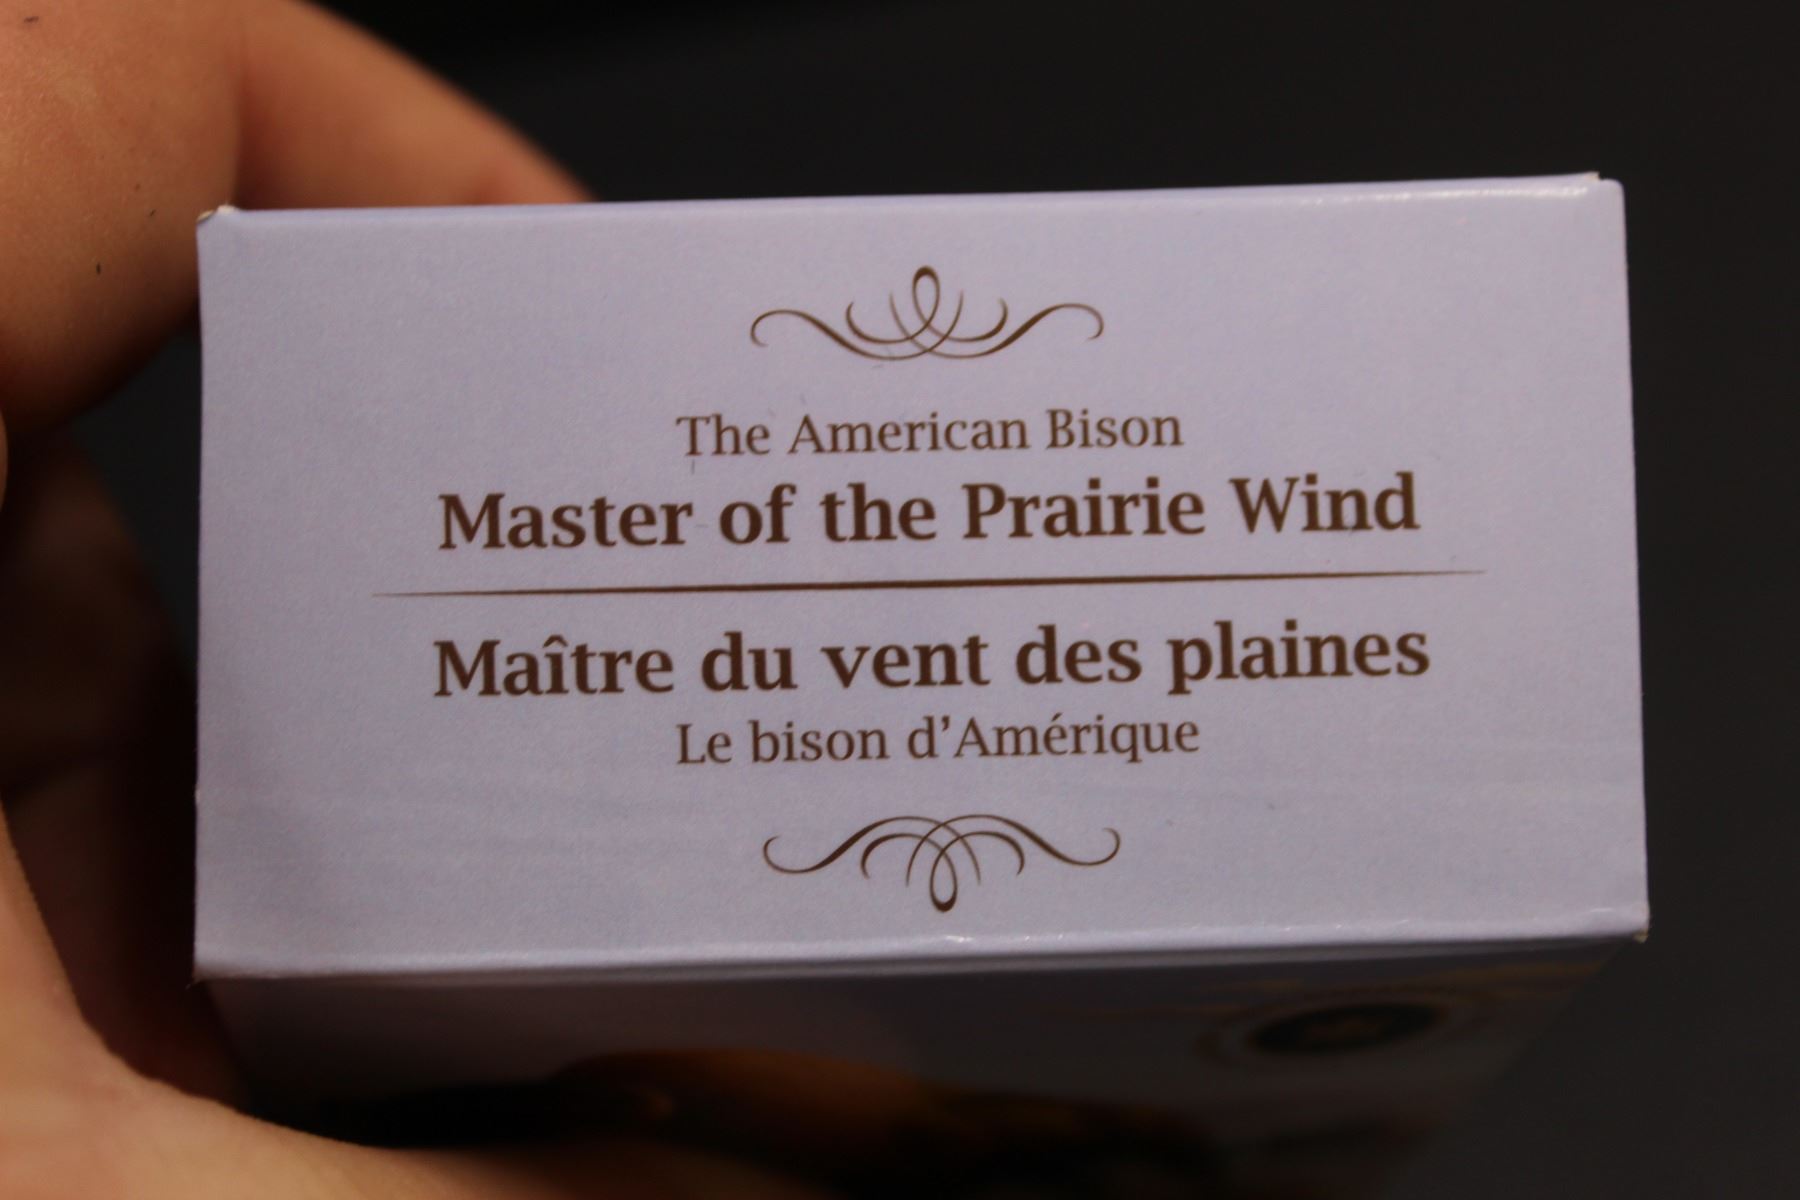 The American Bison
Master of the Prairie Wind
Maître du vent des plaines
Le bison d’Amérique